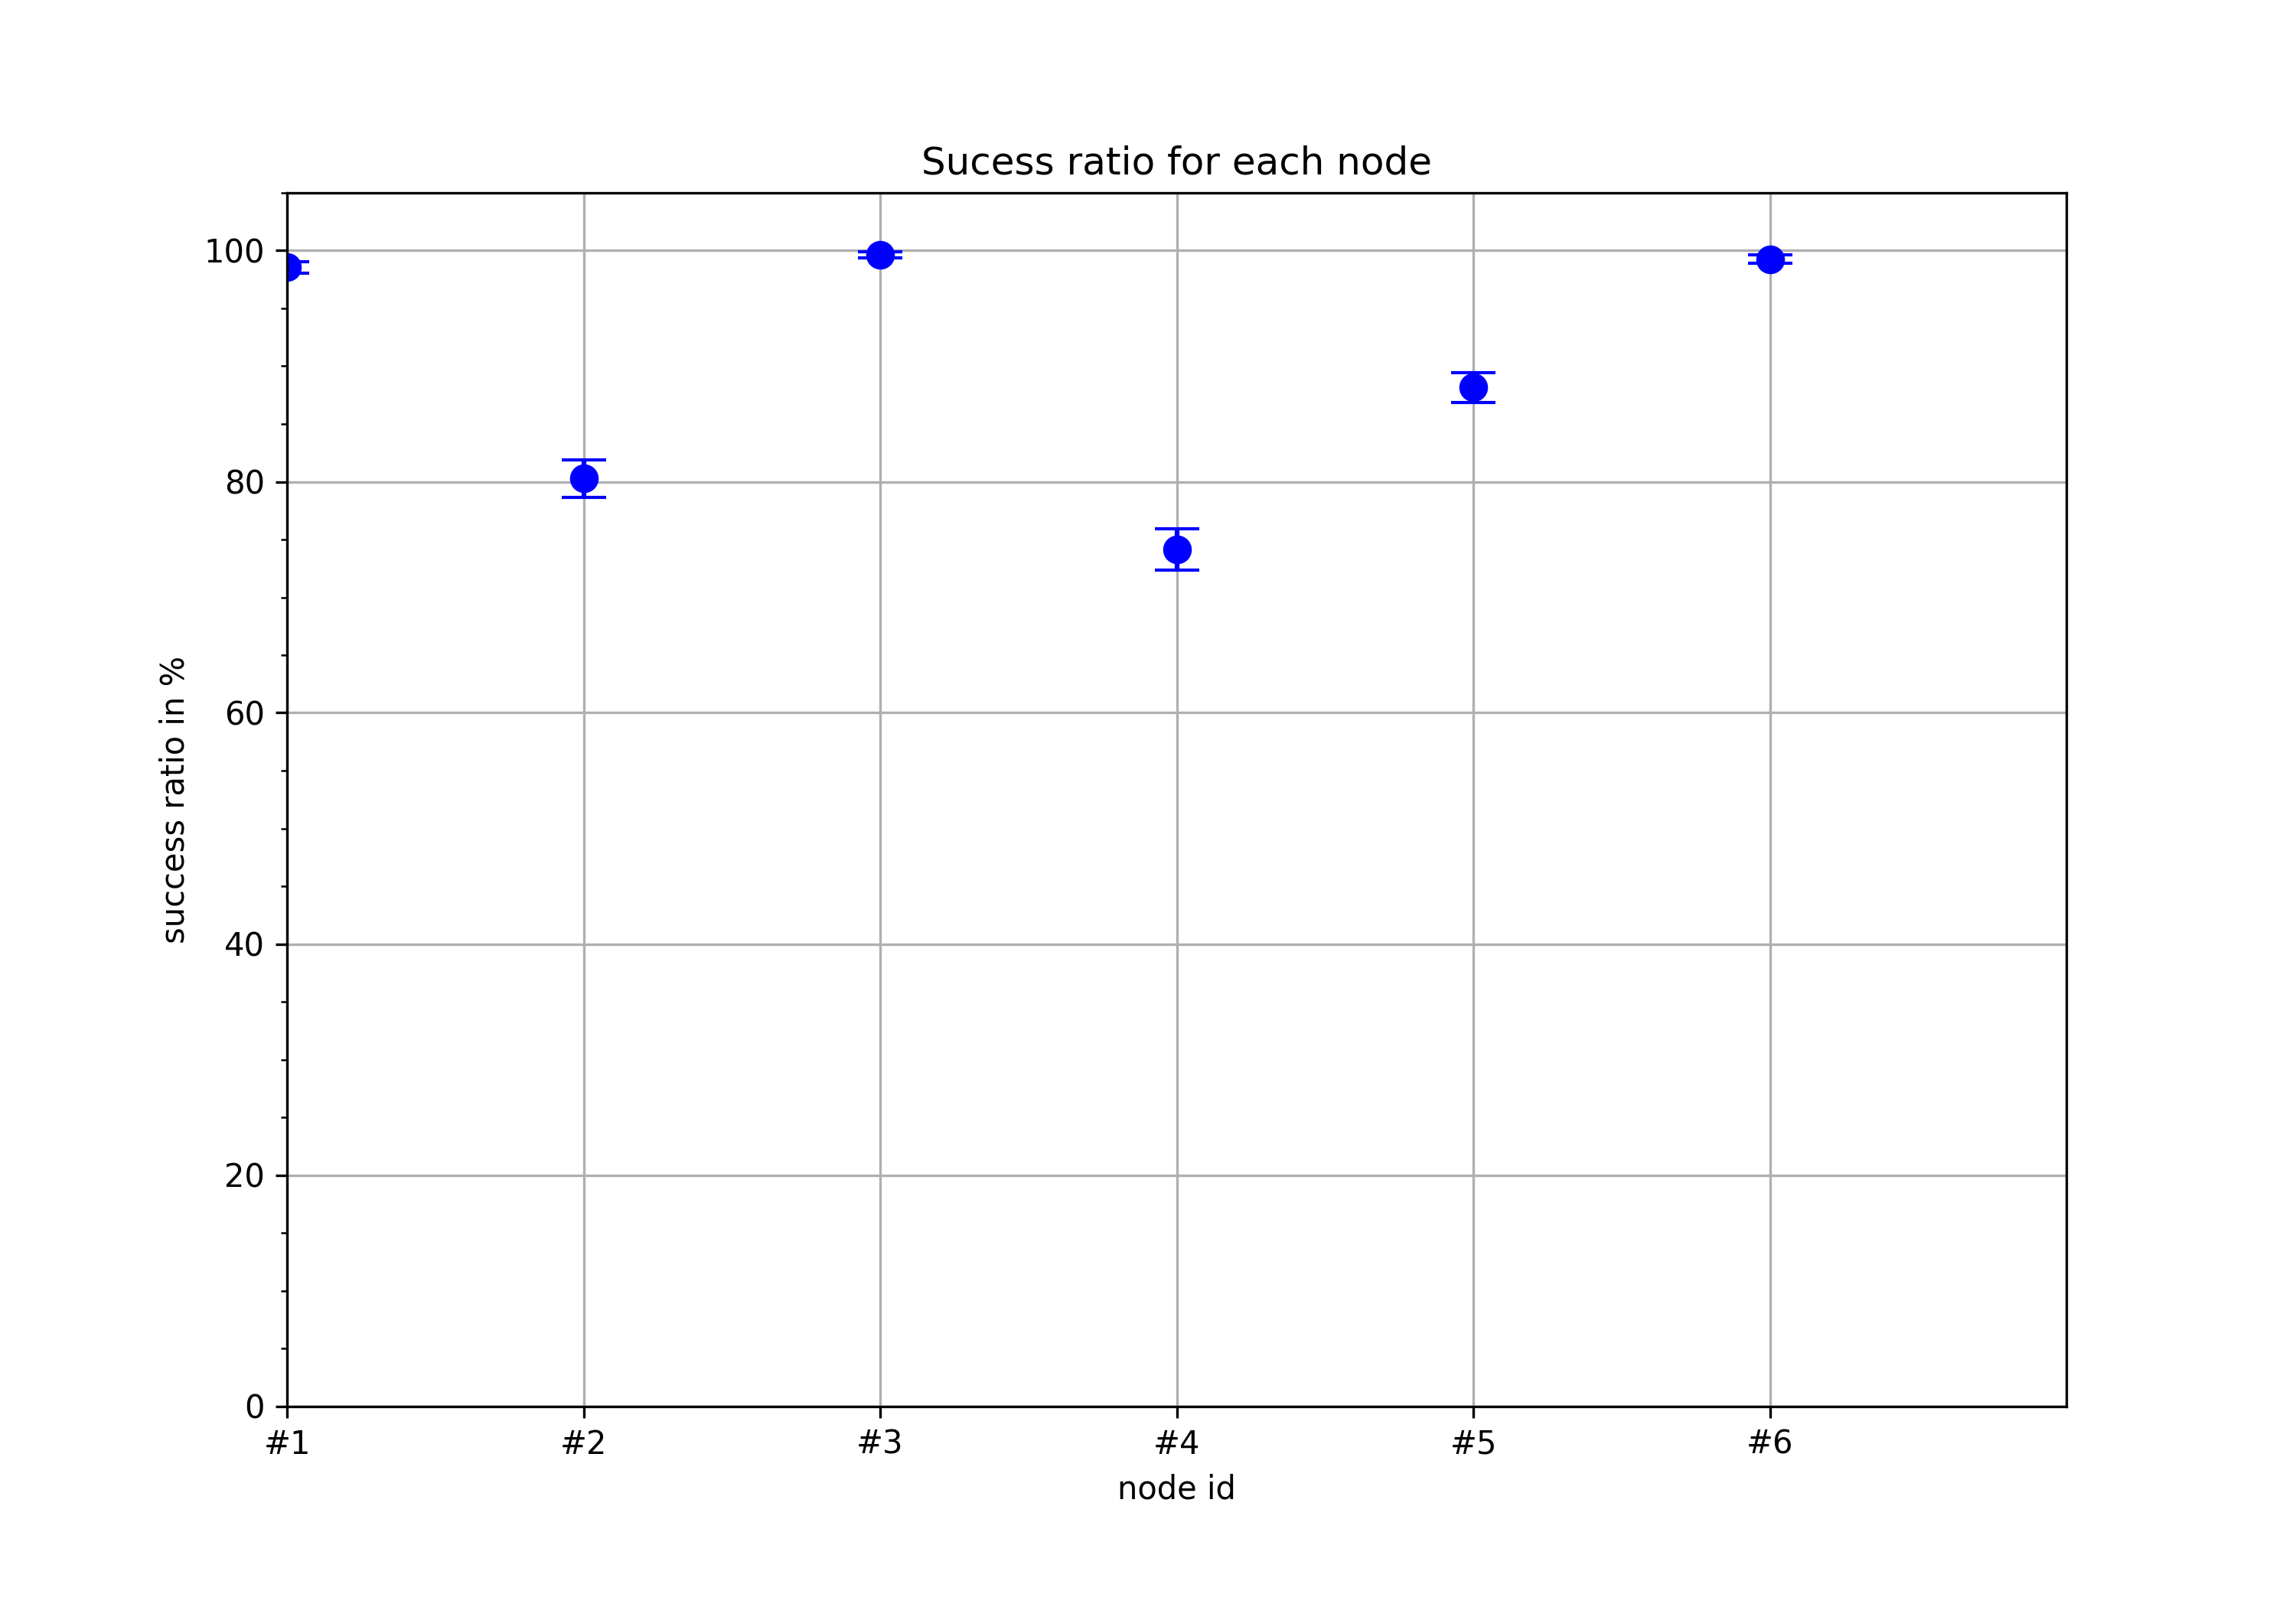 Sucess ratio for each node
100
80
60
40
20
0
success ratio in %
#1 #2 #3 #4 #5 #6
node id